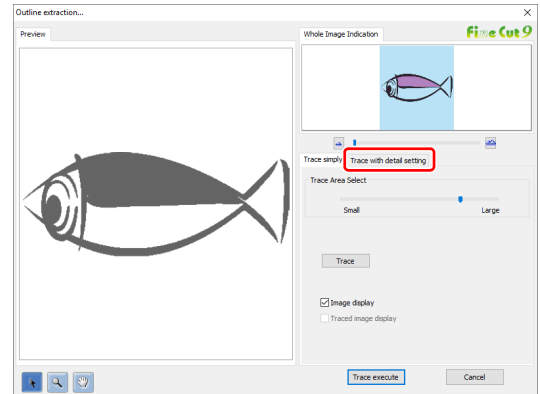 Outline extraction...
Preview
Whole Image Indication
Fine Cut 9
Trace simply
Trace with detail setting
Trace Area Select
Small
Large
Trace
Image display
Traced image display
Trace execute
Cancel